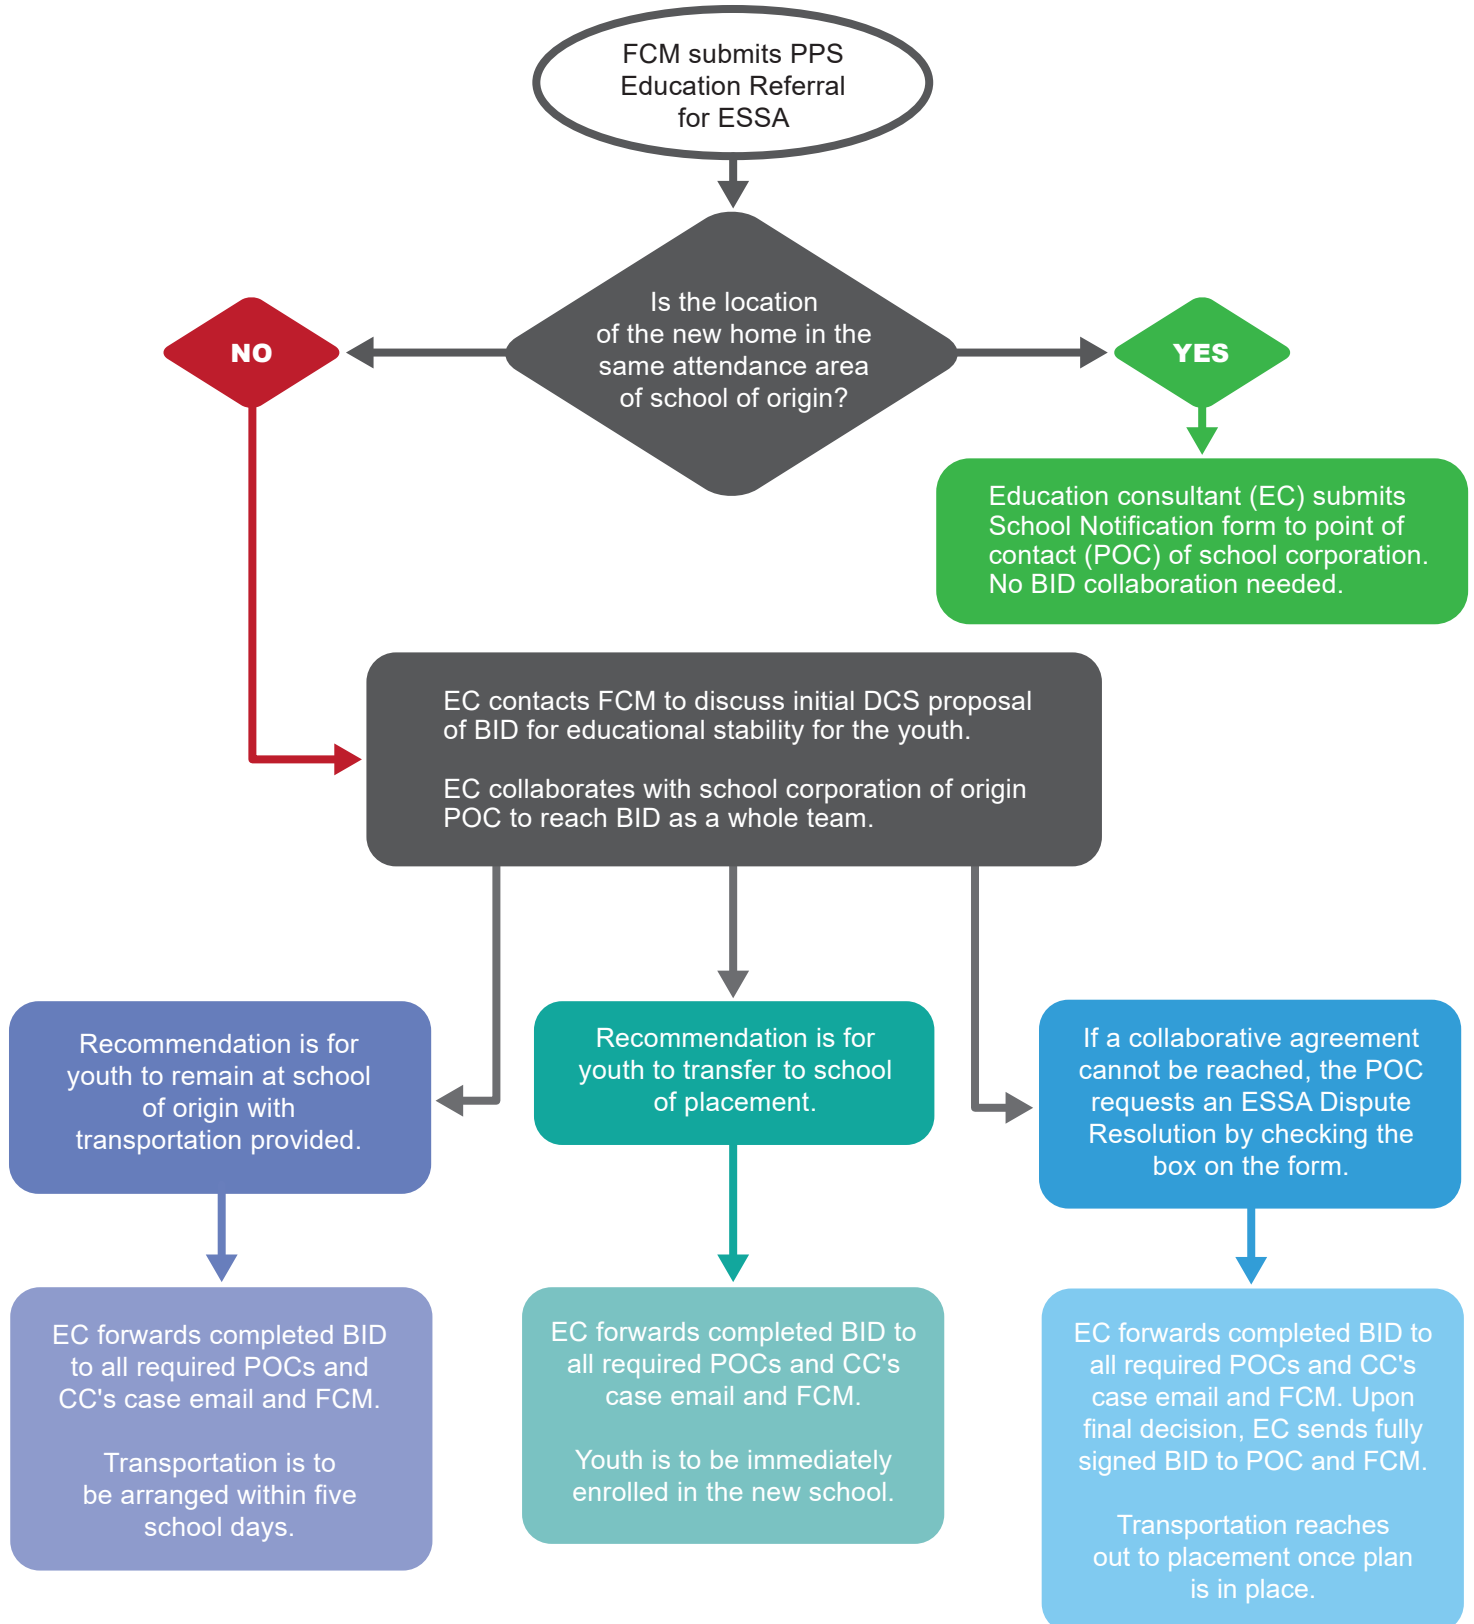 FCM submits PPS
Education Referral
for ESSA
Is the location
of the new home in the
same attendance area
of school of origin?
NO
YES
Education consultant (EC) submits
School Notification form to point of
contact (POC) of school corporation.
No BID collaboration needed.
EC contacts FCM to discuss initial DCS proposal
of BID for educational stability for the youth.
EC collaborates with school corporation of origin
POC to reach BID as a whole team.
Recommendation is for
youth to remain at school
of origin with
transportation provided.
Recommendation is for
youth to transfer to school
of placement.
If a collaborative agreement
cannot be reached, the POC
requests an ESSA Dispute
Resolution by checking the
box on the form.
EC forwards completed BID
to all required POCs and
CC's case email and FCM.
Transportation is to
be arranged within five
school days.
EC forwards completed BID to
all required POCs and CC's
case email and FCM.
Youth is to be immediately
enrolled in the new school.
EC forwards completed BID to
all required POCs and CC's
case email and FCM. Upon
final decision, EC sends fully
signed BID to POC and FCM.
Transportation reaches
out to placement once plan
is in place.